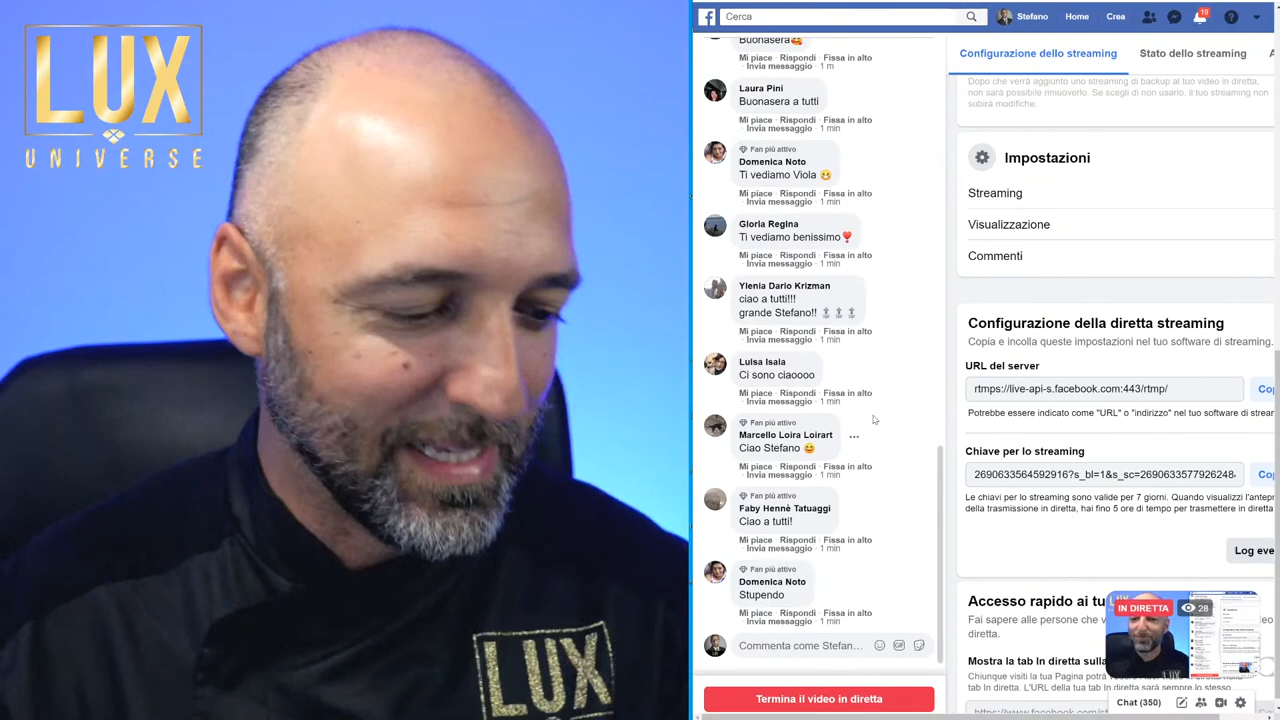 LUX
UNIVERSE
Cerca
Stefano
Home
Crea
19
Buonasera🥰
Mi piace · Rispondi · Fissa in alto
· Invia messaggio · 1 m
Laura Pini
Buonasera a tutti
Mi piace · Rispondi · Fissa in alto
· Invia messaggio · 1 min
Fan più attivo
Domenica Noto
Ti vediamo Viola
Mi piace · Rispondi · Fissa in alto
· Invia messaggio · 1 min
Gloria Regina
Ti vediamo benissimo❣️
Mi piace · Rispondi · Fissa in alto
· Invia messaggio · 1 min
Ylenia Dario Krizman
ciao a tutti!!!
grande Stefano!!
Mi piace · Rispondi · Fissa in alto
· Invia messaggio · 1 min
Luisa Isaia
Ci sono ciaoooo
Mi piace · Rispondi · Fissa in alto
· Invia messaggio · 1 min
Fan più attivo
Marcello Loira Loirart
Ciao Stefano 😊
Mi piace · Rispondi · Fissa in alto
· Invia messaggio · 1 min
Fan più attivo
Faby Hennè Tatuaggi
Ciao a tutti!
Mi piace · Rispondi · Fissa in alto
· Invia messaggio · 1 min
Fan più attivo
Domenica Noto
Stupendo
Mi piace · Rispondi · Fissa in alto
· Invia messaggio · 1 min
Commenta come Stefan...
Termina il video in diretta
Configurazione dello streaming
Stato dello streaming
Dopo che verrà aggiunto uno streaming di backup al tuo video in diretta,
non sarà possibile rimuoverlo. Se scegli di non usarlo, il tuo streaming non
subirà modifiche.
Impostazioni
Streaming
Visualizzazione
Commenti
Configurazione della diretta streaming
Copia e incolla queste impostazioni nel tuo software di streaming.
URL del server
rtmps://live-api-s.facebook.com:443/rtmp/
Cop
Potrebbe essere indicato come "URL" o "indirizzo" nel tuo software di strear
Chiave per lo streaming
2690633564592916?s_bl=1&s_sc=2690633577926248
Cop
Le chiavi per lo streaming sono valide per 7 giorni. Quando visualizzi l'antepr
della trasmissione in diretta, hai fino 5 ore di tempo per trasmettere in diretta
Log eve
Accesso rapido ai tu
Fai sapere alle persone che v
diretta.
IN DIRETTA
28
Mostra la tab In diretta sulla
Chiunque visiti la tua Pagina potrà
tab In diretta. L'URL della tua tab In diretta sarà sempre lo stesso.
Chat (350)